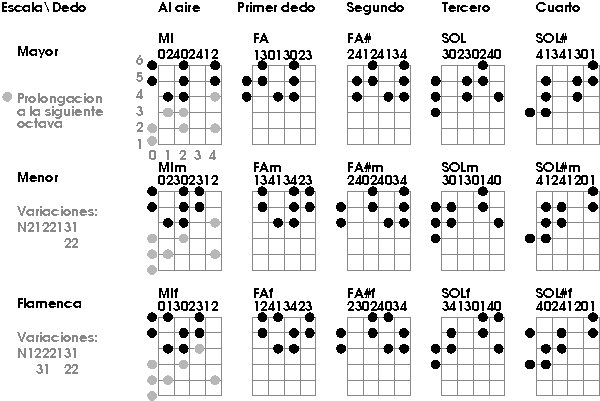 Escala\Dedo Al aire Primer dedo Segundo Tercero Cuarto
MI FA FA# SOL SOL#
Mayor 02402412 13013023 24124134 30230240 41341301
6
5
4
3
2
1
0 1 2 3 4
Prolongacion
a la siguiente
octava
MIm FAm FA#m SOLm SOL#m
Menor 02302312 13413423 24024034 30130140 41241201
Variaciones:
N2122131
22
MIf FAf FA#f SOLf SOL#f
Flamenca 01302312 12413423 23024034 34130140 40241201
Variaciones:
N1222131
31 22